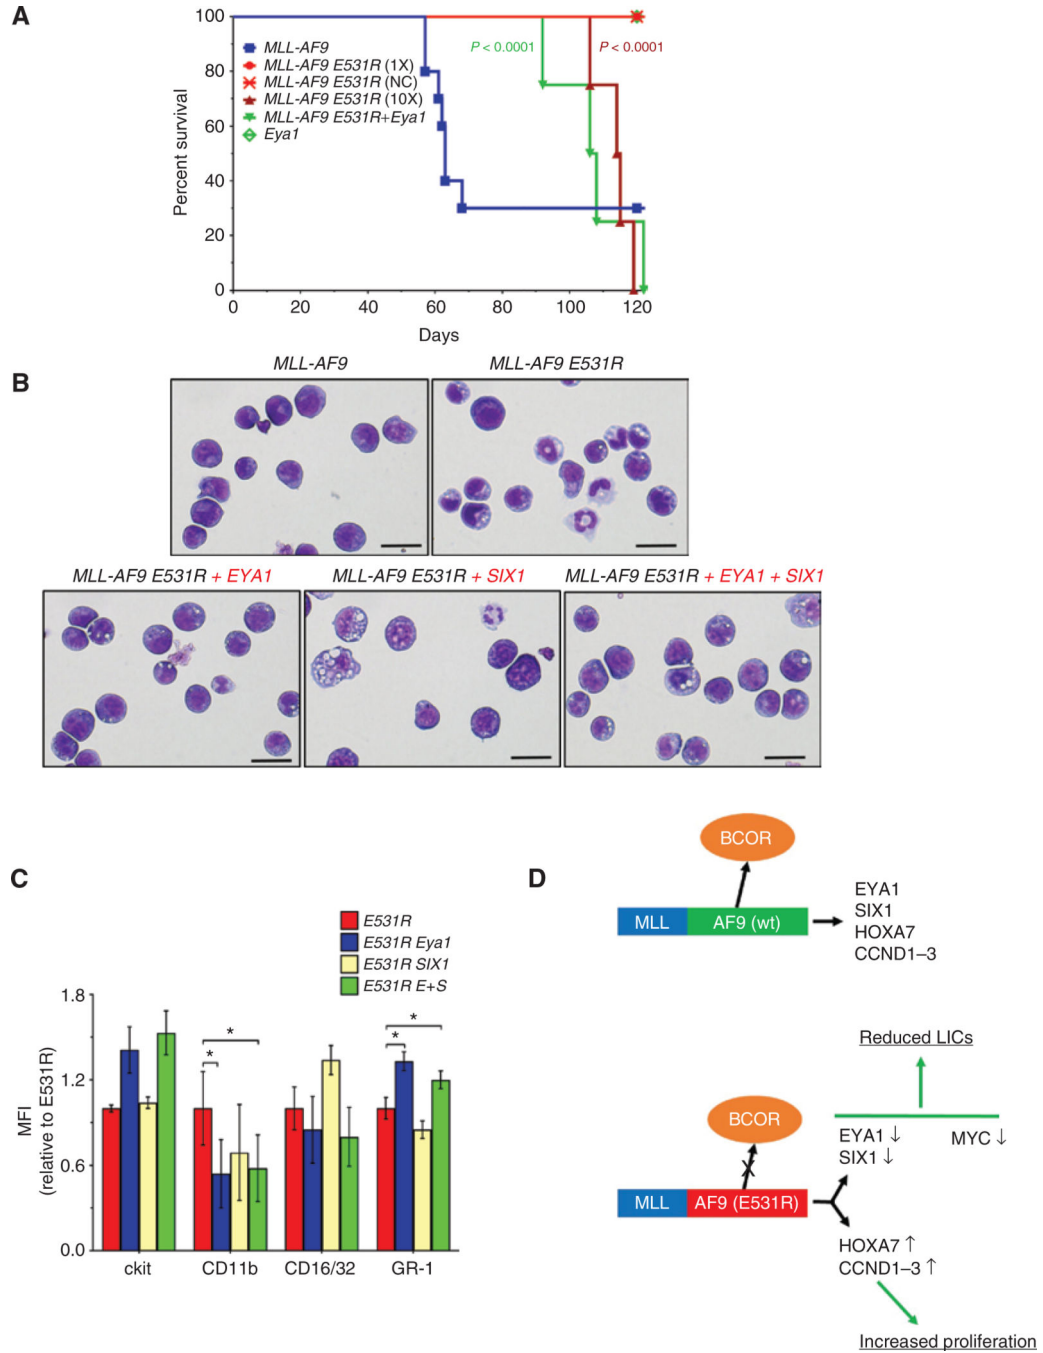 A
100
80
60
40
20
0
Percent survival
MLL-AF9
MLL-AF9 E531R (1X)
MLL-AF9 E531R (NC)
MLL-AF9 E531R (10X)
MLL-AF9 E531R+Eya1
Eya1
P < 0.0001
P < 0.0001
0 20 40 60 80 100 120
Days
B
MLL-AF9
MLL-AF9 E531R
MLL-AF9 E531R + EYA1
MLL-AF9 E531R + SIX1
MLL-AF9 E531R + EYA1 + SIX1
C
E531R
E531R Eya1
E531R SIX1
E531R E+S
1.8
1.2
0.6
0.0
MFI
(relative to E531R)
* *
* *
ckit CD11b CD16/32 GR-1
D
BCOR
MLL AF9 (wt)
EYA1
SIX1
HOXA7
CCND1–3
Reduced LICs
BCOR
X
EYA1 ↓ MYC ↓
SIX1 ↓
MLL AF9 (E531R)
HOXA7 ↑
CCND1–3 ↑
Increased proliferation